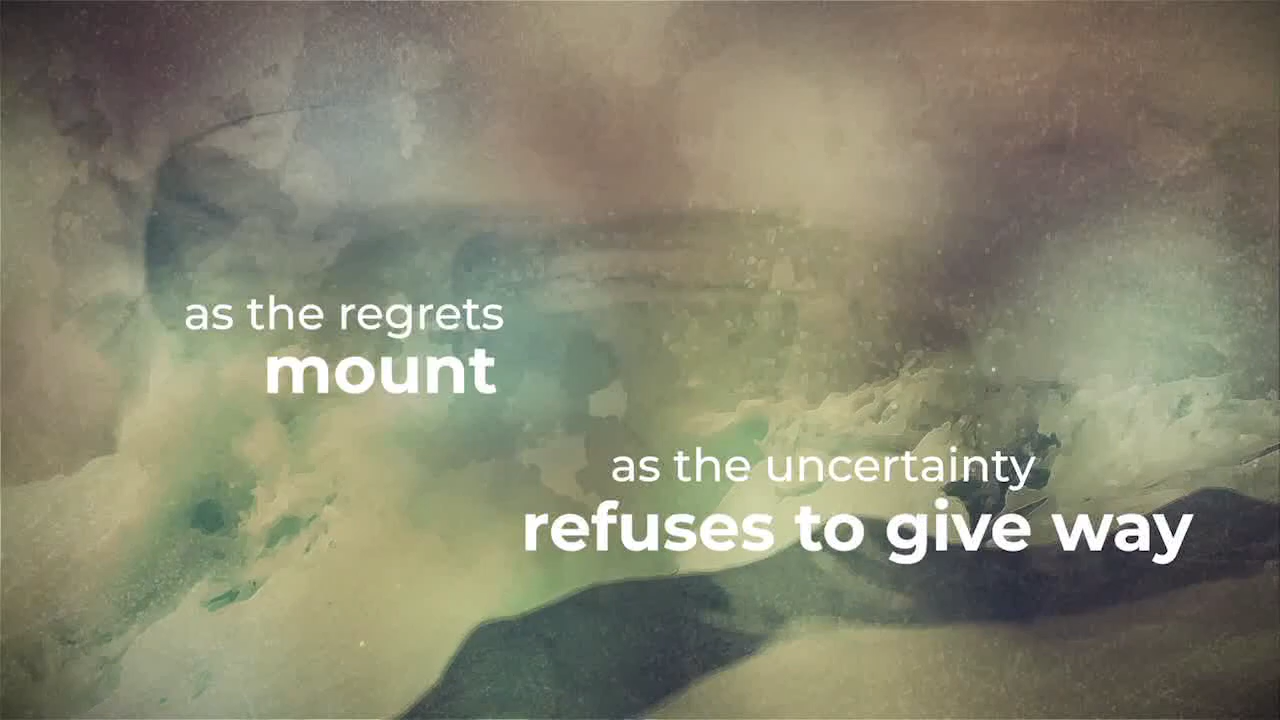 as the regrets
mount
as the uncertainty
refuses to give way